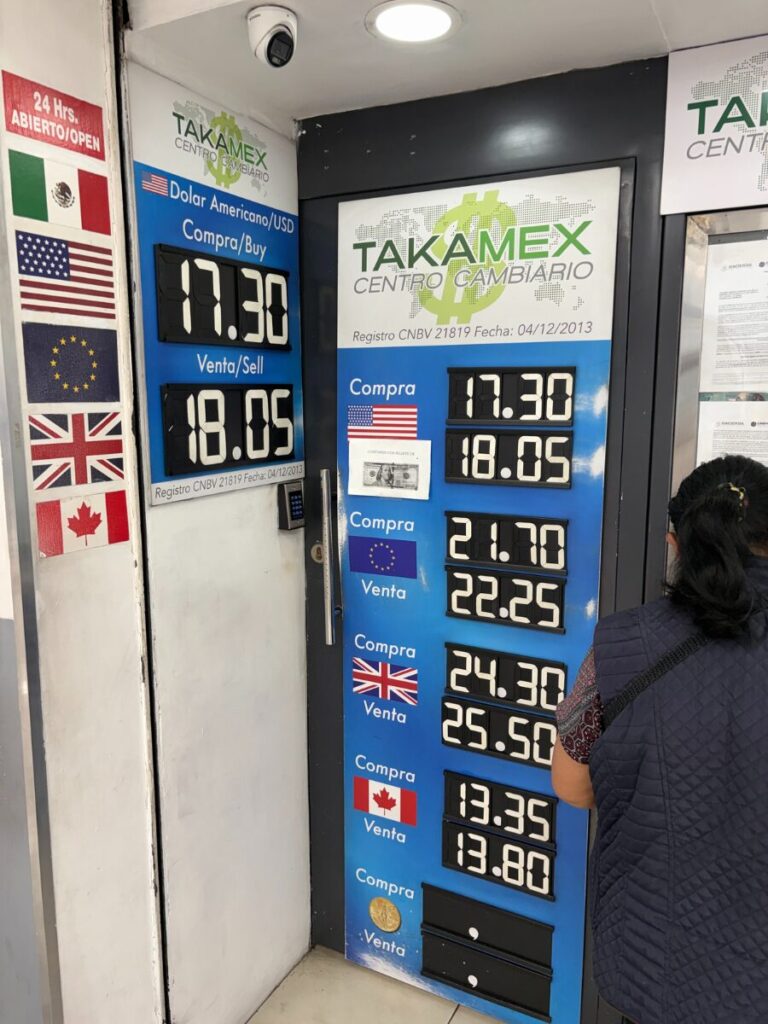 24 Hrs.
ABIERTO/OPEN
TAKAMEX
CENTRO CAMBIARIO
Dolar Americano/USD
Compra/Buy
17.30
Venta/Sell
18.05
Registro CNBV 21819 Fecha: 04/12/2013
TAKAMEX
CENTRO CAMBIARIO
Registro CNBV 21819 Fecha: 04/12/2013
Compra
17.30
18.05
Compra
21.70
Venta
22.25
Compra
24.30
Venta
25.50
Compra
13.35
Venta
13.80
Compra
,
Venta
,
TAK
CENT